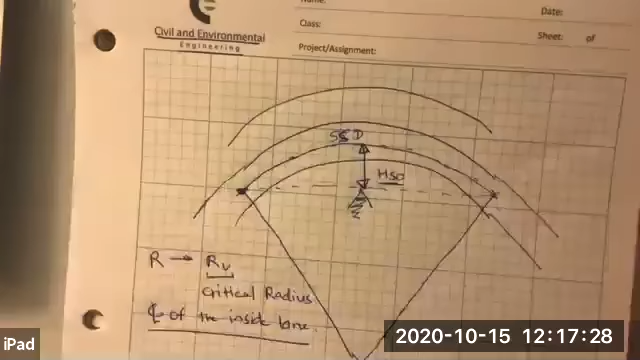 Name:
Date:
Civil and Environmental
Engineering
Class:
Sheet: of
Project/Assignment:
SSD
HSO
R → Rv
Critical Radius
℄ of the inside lane
iPad
2020-10-15 12:17:28